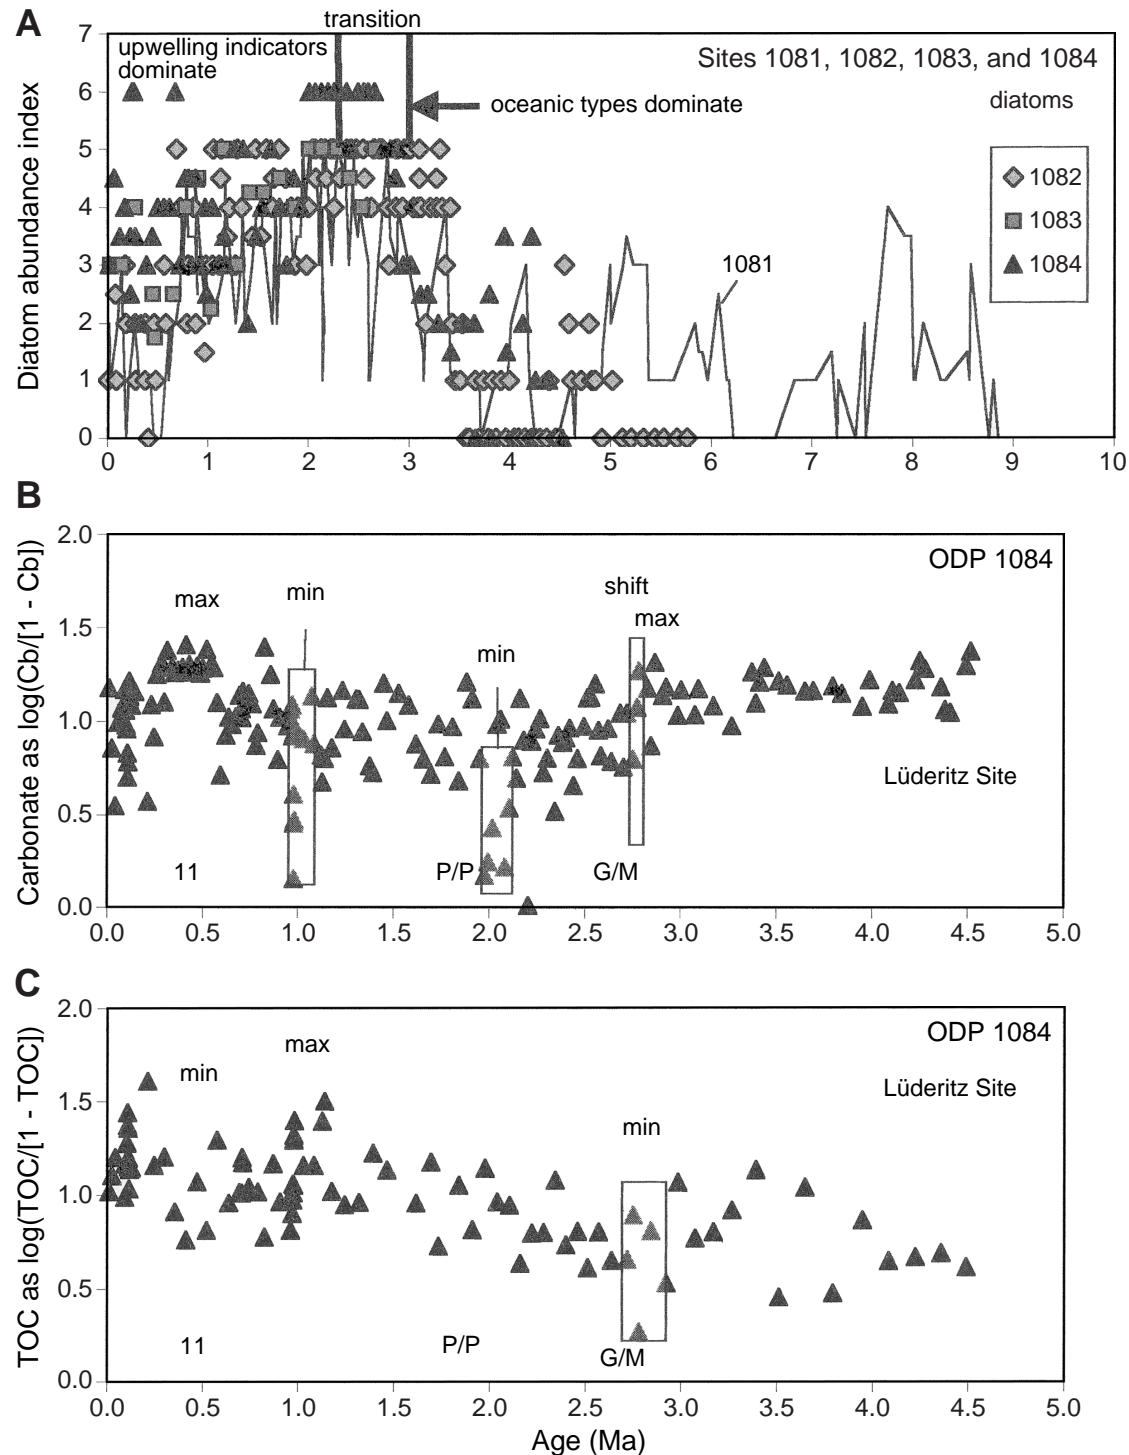 A
transition
7
6
5
4
3
2
1
0
Diatom abundance index
upwelling indicators
dominate
Sites 1081, 1082, 1083, and 1084
oceanic types dominate
diatoms
1082
1083
1084
1081
0 1 2 3 4 5 6 7 8 9 10
B
2.0
1.5
1.0
0.5
0.0
Carbonate as log(Cb/[1 - Cb])
ODP 1084
max
min
min
shift
max
Lüderitz Site
11
P/P
G/M
0.0 0.5 1.0 1.5 2.0 2.5 3.0 3.5 4.0 4.5 5.0
C
2.0
1.5
1.0
0.5
0.0
TOC as log(TOC/[1 - TOC])
ODP 1084
max
min
Lüderitz Site
min
11
P/P
G/M
0.0 0.5 1.0 1.5 2.0 2.5 3.0 3.5 4.0 4.5 5.0
Age (Ma)